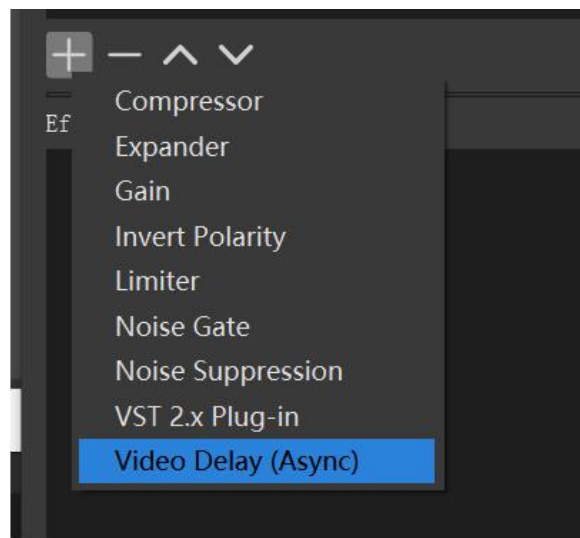 Compressor
Ef
Expander
Gain
Invert Polarity
Limiter
Noise Gate
Noise Suppression
VST 2.x Plug-in
Video Delay (Async)